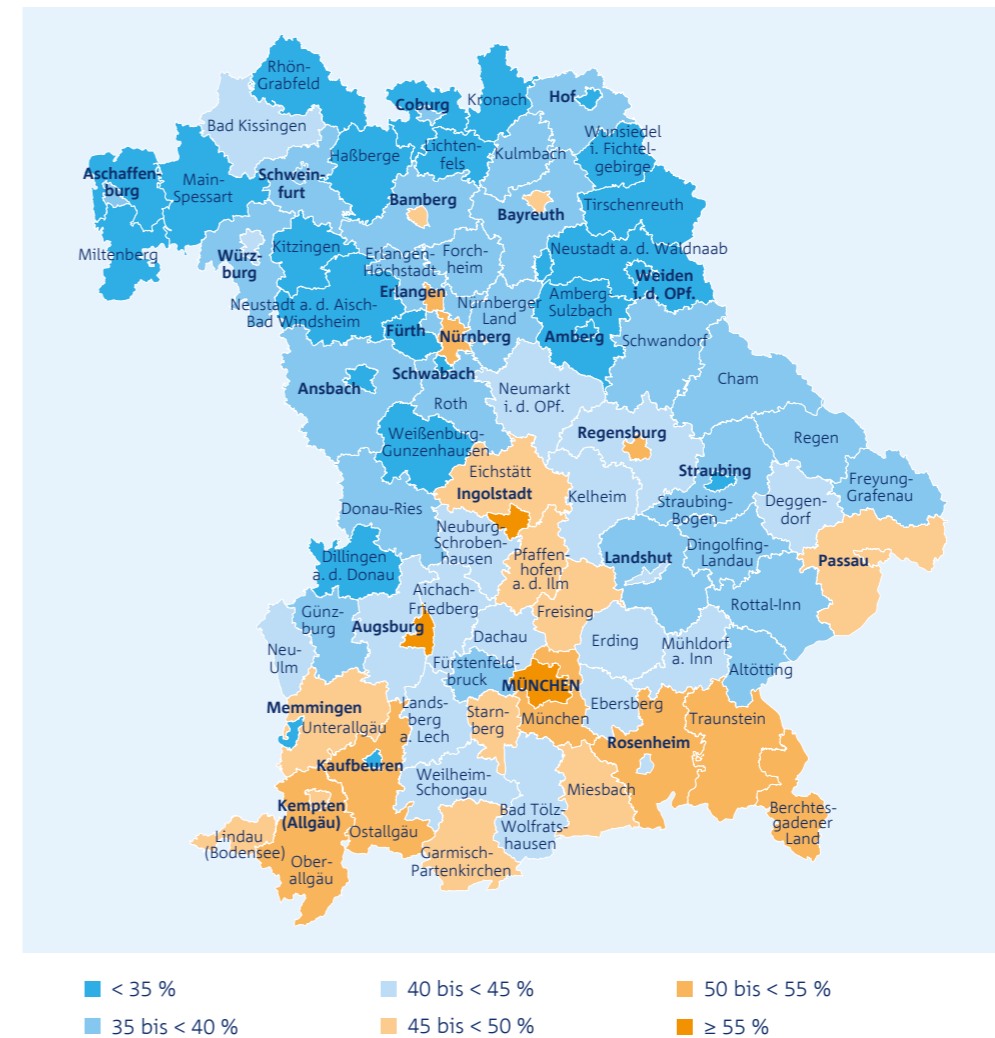 Rhön-
Grabfeld
Coburg
Kronach
Hof
Bad Kissingen
Wunsiedel
i. Fichtel-
gebirge
Haßberge
Lichten-
fels
Kulmbach
Aschaffen-
burg
Main-
Spessart
Schwein-
furt
Bamberg
Bayreuth
Tirschenreuth
Miltenberg
Würz-
burg
Kitzingen
Erlangen-
Höchstadt
Forch-
heim
Neustadt a. d. Waldnaab
Weiden
i. d. OPf.
Erlangen
Neustadt a. d. Aisch-
Bad Windsheim
Nürnberger
Land
Amberg-
Sulzbach
Fürth
Nürnberg
Amberg
Schwandorf
Ansbach
Schwabach
Roth
Neumarkt
i. d. OPf.
Cham
Weißenburg-
Gunzenhausen
Regensburg
Regen
Eichstätt
Ingolstadt
Kelheim
Straubing
Straubing-
Bogen
Deggen-
dorf
Freyung-
Grafenau
Donau-Ries
Neuburg-
Schroben-
hausen
Pfaffen-
hofen
a. d. Ilm
Landshut
Dingolfing-
Landau
Passau
Dillingen
a. d. Donau
Aichach-
Friedberg
Freising
Rottal-Inn
Günz-
burg
Augsburg
Dachau
Erding
Mühldorf
a. Inn
Altötting
Neu-
Ulm
Fürstenfeld-
bruck
MÜNCHEN
München
Ebersberg
Memmingen
Unterallgäu
Lands-
berg
a. Lech
Starn-
berg
Rosenheim
Traunstein
Kaufbeuren
Weilheim-
Schongau
Miesbach
Kempten
(Allgäu)
Ostallgäu
Bad Tölz-
Wolfrats-
hausen
Berchtes-
gadener
Land
Lindau
(Bodensee)
Ober-
allgäu
Garmisch-
Partenkirchen
< 35 %
40 bis < 45 %
50 bis < 55 %
35 bis < 40 %
45 bis < 50 %
≥ 55 %